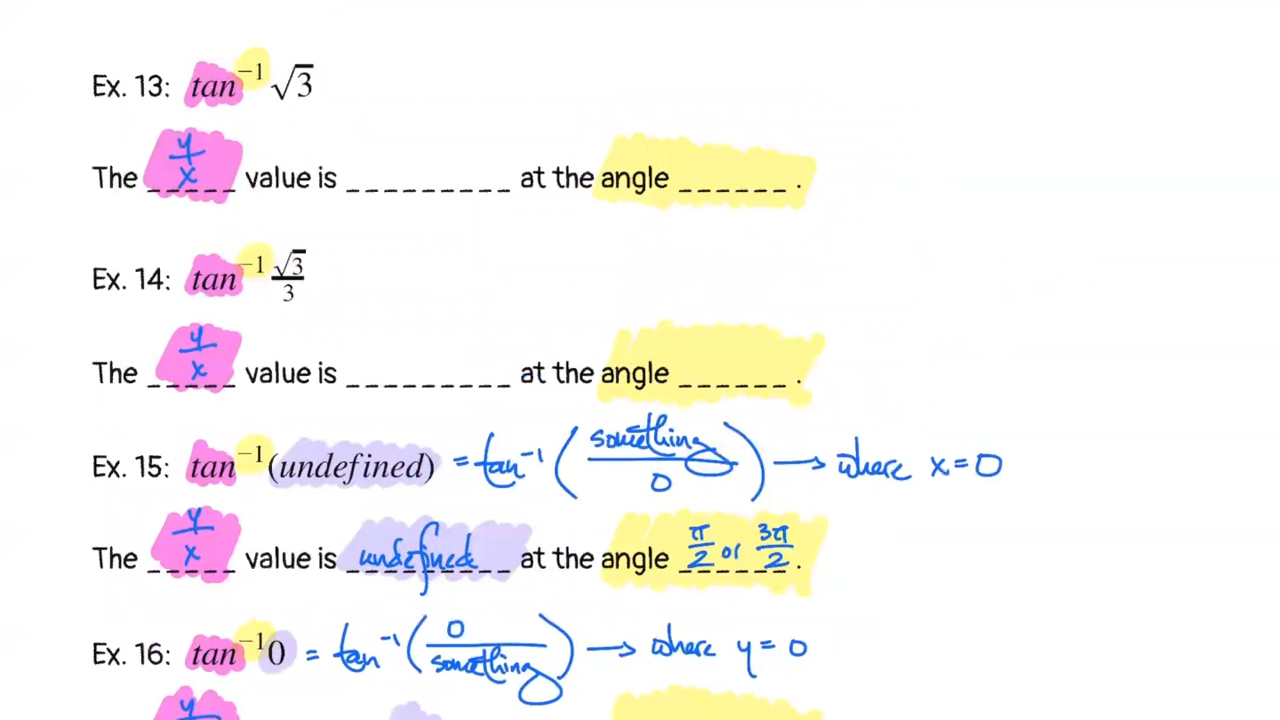 Ex. 13: tan⁻¹ √3
The y/x value is _________ at the angle ______.
Ex. 14: tan⁻¹ √3/3
The y/x value is _________ at the angle ______.
Ex. 15: tan⁻¹(undefined) = tan⁻¹(something/0) → where x=0
The y/x value is undefined at the angle π/2 or 3π/2.
Ex. 16: tan⁻¹0 = tan⁻¹(0/something) → where y=0
y